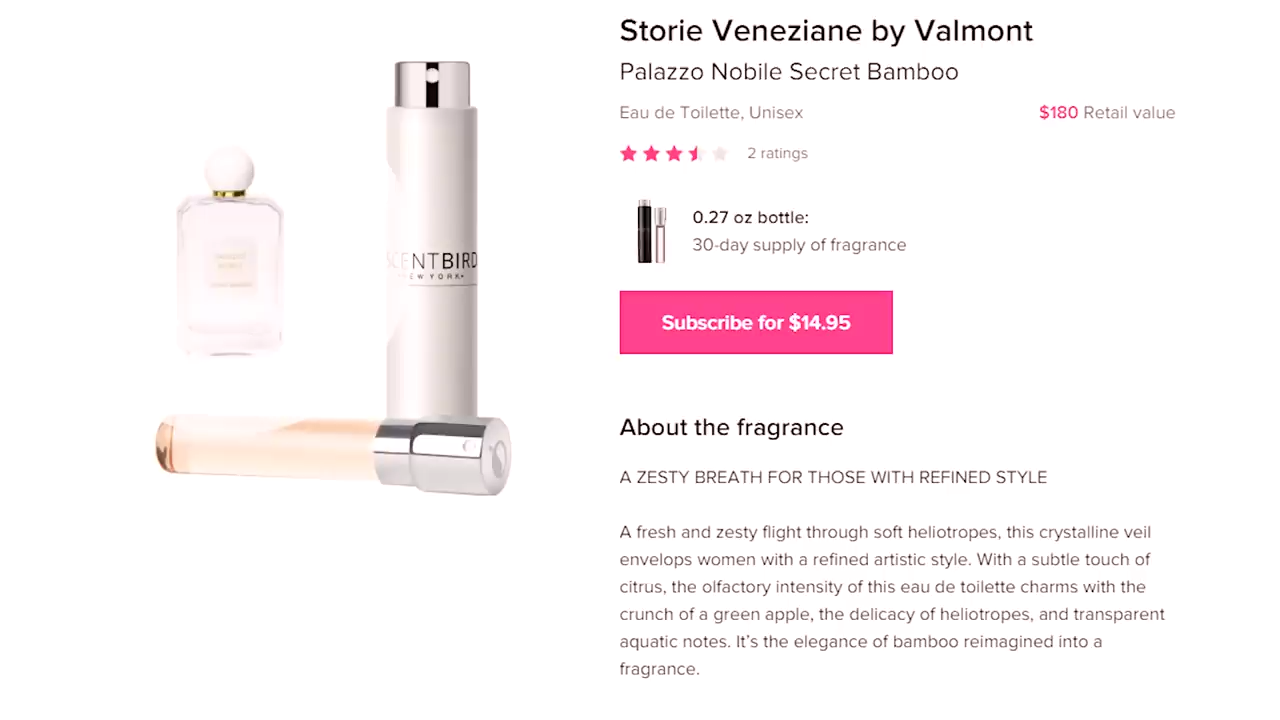 Storie Veneziane by Valmont
Palazzo Nobile Secret Bamboo
Eau de Toilette, Unisex
$180 Retail value
2 ratings
0.27 oz bottle:
30-day supply of fragrance
SCENTBIRD
NEW YORK
Subscribe for $14.95
About the fragrance
A ZESTY BREATH FOR THOSE WITH REFINED STYLE
A fresh and zesty flight through soft heliotropes, this crystalline veil
envelops women with a refined artistic style. With a subtle touch of
citrus, the olfactory intensity of this eau de toilette charms with the
crunch of a green apple, the delicacy of heliotropes, and transparent
aquatic notes. It’s the elegance of bamboo reimagined into a
fragrance.